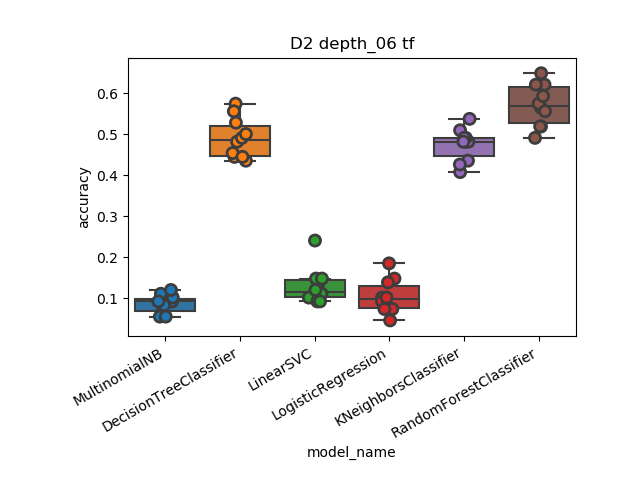 D2 depth_06 tf
accuracy
0.6
0.5
0.4
0.3
0.2
0.1
MultinomialNB
DecisionTreeClassifier
LinearSVC
LogisticRegression
KNeighborsClassifier
RandomForestClassifier
model_name